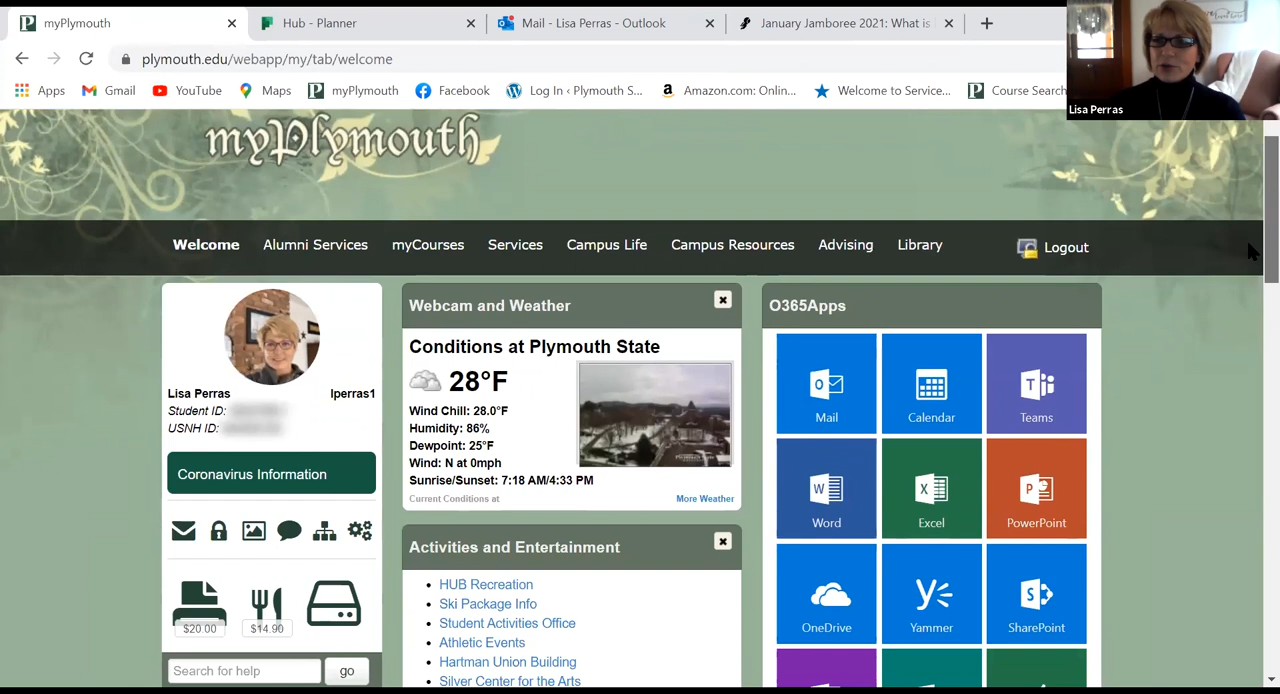 myPlymouth
Hub - Planner
Mail - Lisa Perras - Outlook
January Jamboree 2021: What is
plymouth.edu/webapp/my/tab/welcome
Apps
Gmail
YouTube
Maps
myPlymouth
Facebook
Log In ‹ Plymouth S...
Amazon.com: Onlin...
Welcome to Service...
Course Search
Lisa Perras
myPlymouth
Welcome
Alumni Services
myCourses
Services
Campus Life
Campus Resources
Advising
Library
Logout
Lisa Perras
lperras1
Student ID:
USNH ID:
Coronavirus Information
$20.00
$14.90
Search for help
go
Webcam and Weather
Conditions at Plymouth State
28°F
Wind Chill: 28.0°F
Humidity: 86%
Dewpoint: 25°F
Wind: N at 0mph
Sunrise/Sunset: 7:18 AM/4:33 PM
Current Conditions at
More Weather
Activities and Entertainment
HUB Recreation
Ski Package Info
Student Activities Office
Athletic Events
Hartman Union Building
Silver Center for the Arts
O365Apps
Mail
Calendar
Teams
Word
Excel
PowerPoint
OneDrive
Yammer
SharePoint